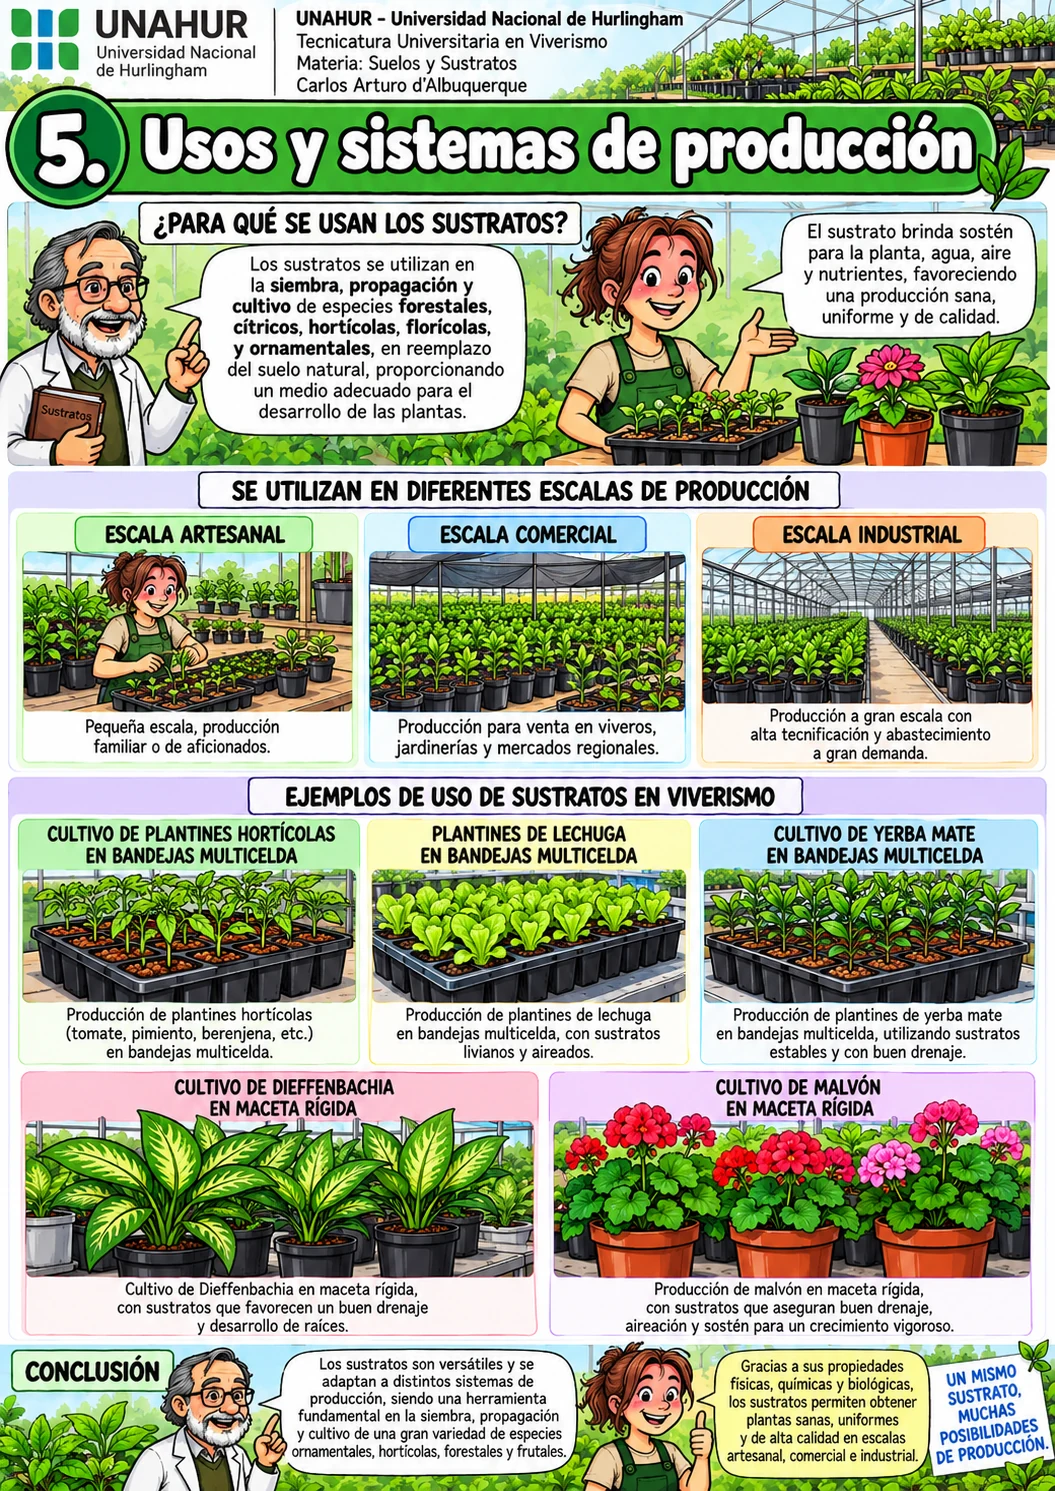 UNAHUR
Universidad Nacional
de Hurlingham
UNAHUR - Universidad Nacional de Hurlingham
Tecnicatura Universitaria en Viverismo
Materia: Suelos y Sustratos
Carlos Arturo d'Albuquerque
5. Usos y sistemas de producción
¿PARA QUÉ SE USAN LOS SUSTRATOS?
Los sustratos se utilizan en
la siembra, propagación y
cultivo de especies forestales,
cítricos, hortícolas, florícolas,
y ornamentales, en reemplazo
del suelo natural, proporcionando
un medio adecuado para el
desarrollo de las plantas.
Sustratos
El sustrato brinda sostén
para la planta, agua, aire
y nutrientes, favoreciendo
una producción sana,
uniforme y de calidad.
SE UTILIZAN EN DIFERENTES ESCALAS DE PRODUCCIÓN
ESCALA ARTESANAL
Pequeña escala, producción
familiar o de aficionados.
ESCALA COMERCIAL
Producción para venta en viveros,
jardinerías y mercados regionales.
ESCALA INDUSTRIAL
Producción a gran escala con
alta tecnificación y abastecimiento
a gran demanda.
EJEMPLOS DE USO DE SUSTRATOS EN VIVERISMO
CULTIVO DE PLANTINES HORTÍCOLAS
EN BANDEJAS MULTICELDA
Producción de plantines hortícolas
(tomate, pimiento, berenjena, etc.)
en bandejas multicelda.
PLANTINES DE LECHUGA
EN BANDEJAS MULTICELDA
Producción de plantines de lechuga
en bandejas multicelda, con sustratos
livianos y aireados.
CULTIVO DE YERBA MATE
EN BANDEJAS MULTICELDA
Producción de plantines de yerba mate
en bandejas multicelda, utilizando sustratos
estables y con buen drenaje.
CULTIVO DE DIEFFENBACHIA
EN MACETA RÍGIDA
Cultivo de Dieffenbachia en maceta rígida,
con sustratos que favorecen un buen drenaje
y desarrollo de raíces.
CULTIVO DE MALVÓN
EN MACETA RÍGIDA
Producción de malvón en maceta rígida,
con sustratos que aseguran buen drenaje,
aireación y sostén para un crecimiento vigoroso.
CONCLUSIÓN
Los sustratos son versátiles y se
adaptan a distintos sistemas de
producción, siendo una herramienta
fundamental en la siembra, propagación
y cultivo de una gran variedad de especies
ornamentales, hortícolas, forestales y frutales.
Gracias a sus propiedades
físicas, químicas y biológicas,
los sustratos permiten obtener
plantas sanas, uniformes
y de alta calidad en escalas
artesanal, comercial e industrial.
UN MISMO
SUSTRATO,
MUCHAS
POSIBILIDADES
DE PRODUCCIÓN.